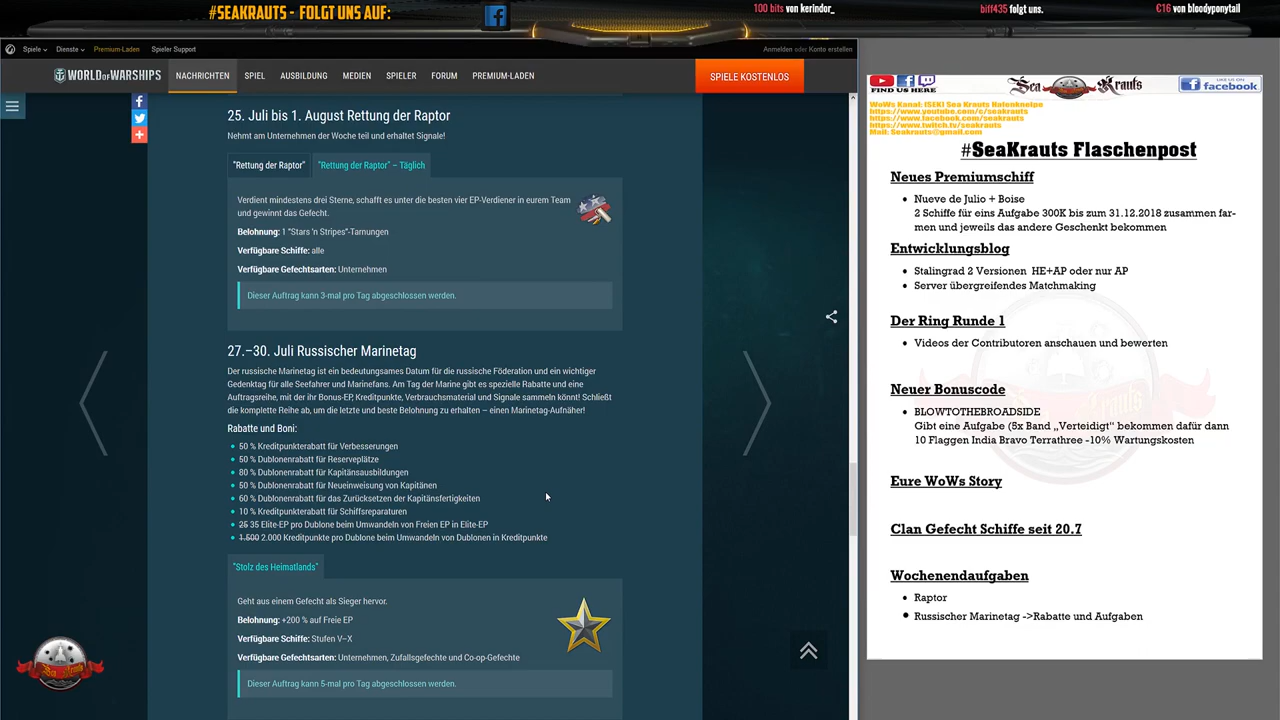 #SEAKRAUTS - FOLGT UNS AUF:
100 bits von kerindor_
biff435 folgt uns.
€16 von bloodyponytail
Spiele
Dienste
Premium-Laden
Spieler Support
Anmelden oder Konto erstellen
WORLD OF WARSHIPS
NACHRICHTEN
SPIEL
AUSBILDUNG
MEDIEN
SPIELER
FORUM
PREMIUM-LADEN
SPIELE KOSTENLOS
25. Juli bis 1. August Rettung der Raptor
Nehmt am Unternehmen der Woche teil und erhaltet Signale!
"Rettung der Raptor"
"Rettung der Raptor" – Täglich
Verdient mindestens drei Sterne, schafft es unter die besten vier EP-Verdiener in eurem Team
und gewinnt das Gefecht.
Belohnung: 1 "Stars 'n Stripes"-Tarnungen
Verfügbare Schiffe: alle
Verfügbare Gefechtsarten: Unternehmen
Dieser Auftrag kann 3-mal pro Tag abgeschlossen werden.
27.–30. Juli Russischer Marinetag
Der russische Marinetag ist ein bedeutungsames Datum für die russische Föderation und ein wichtiger
Gedenktag für alle Seefahrer und Marinefans. Am Tag der Marine gibt es spezielle Rabatte und eine
Auftragsreihe, mit der ihr Bonus-EP, Kreditpunkte, Verbrauchsmaterial und Signale sammeln könnt! Schließt
die komplette Reihe ab, um die letzte und beste Belohnung zu erhalten – einen Marinetag-Aufnäher!
Rabatte und Boni:
50 % Kreditpunkterabatt für Verbesserungen
50 % Dublonenrabatt für Reserveplätze
80 % Dublonenrabatt für Kapitänsausbildungen
50 % Dublonenrabatt für Neueinweisung von Kapitänen
60 % Dublonenrabatt für das Zurücksetzen der Kapitänsfertigkeiten
10 % Kreditpunkterabatt für Schiffsreparaturen
25 35 Elite-EP pro Dublone beim Umwandeln von Freien EP in Elite-EP
1.500 2.000 Kreditpunkte pro Dublone beim Umwandeln von Dublonen in Kreditpunkte
"Stolz des Heimatlands"
Geht aus einem Gefecht als Sieger hervor.
Belohnung: +200 % auf Freie EP
Verfügbare Schiffe: Stufen V–X
Verfügbare Gefechtsarten: Unternehmen, Zufallsgefechte und Co-op-Gefechte
Dieser Auftrag kann 5-mal pro Tag abgeschlossen werden.
FIND US HERE
Sea Krauts
LIKE US ON
facebook
WoWs Kanal: [SEK] Sea Krauts Hafenkneipe
https://www.youtube.com/c/seakrauts
https://www.facebook.com/seakrauts
https://www.twitch.tv/seakrauts
Mail: Seakrauts@gmail.com
#SeaKrauts Flaschenpost
Neues Premiumschiff
Nueve de Julio + Boise
2 Schiffe für eins Aufgabe 300K bis zum 31.12.2018 zusammen far-
men und jeweils das andere Geschenkt bekommen
Entwicklungsblog
Stalingrad 2 Versionen HE+AP oder nur AP
Server übergreifendes Matchmaking
Der Ring Runde 1
Videos der Contributoren anschauen und bewerten
Neuer Bonuscode
BLOWTOTHEBROADSIDE
Gibt eine Aufgabe (5x Band „Verteidigt“ bekommen dafür dann
10 Flaggen India Bravo Terrathree -10% Wartungskosten
Eure WoWs Story
Clan Gefecht Schiffe seit 20.7
Wochenendaufgaben
Raptor
Russischer Marinetag ->Rabatte und Aufgaben